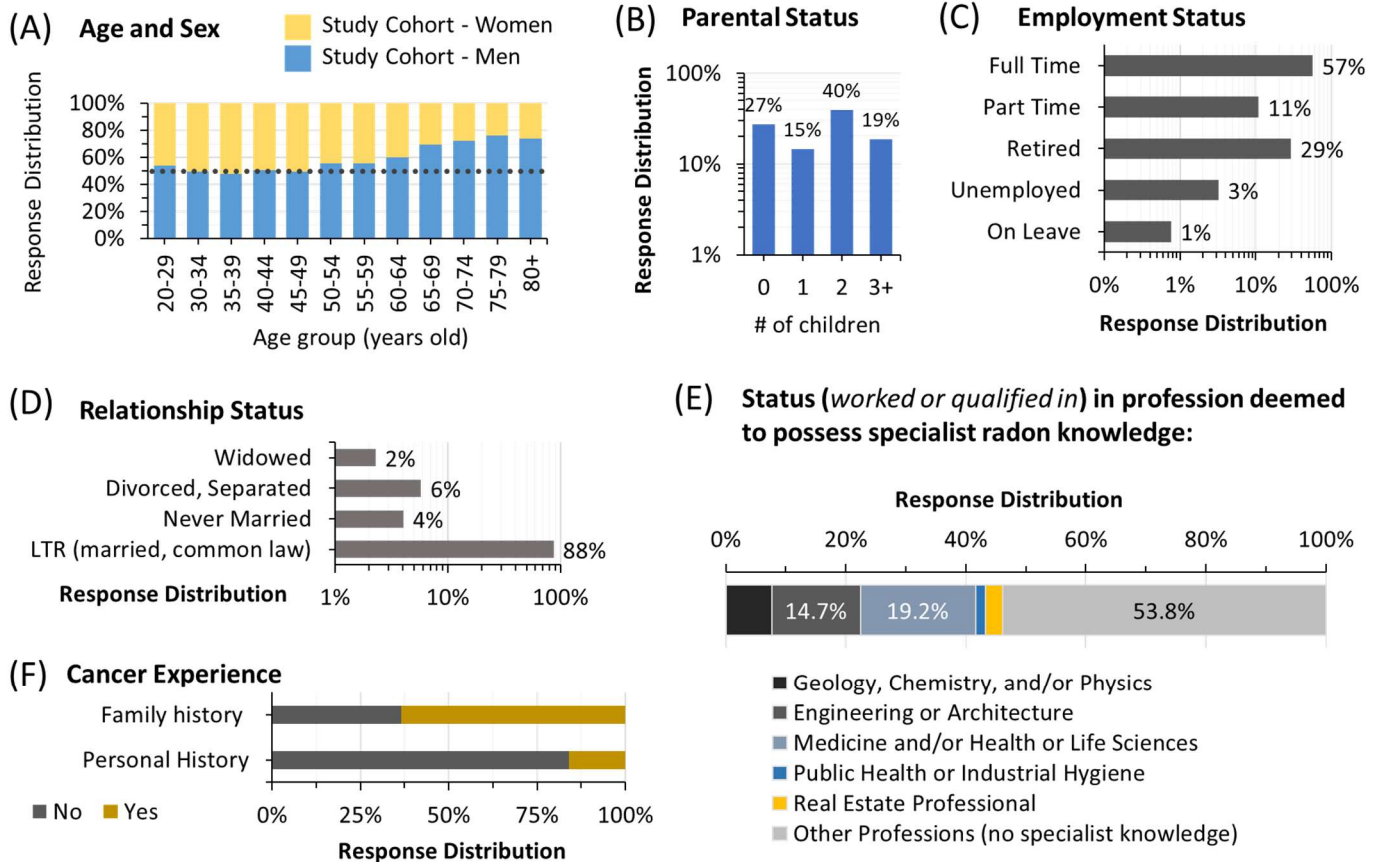 (A) Age and Sex
Study Cohort - Women
Study Cohort - Men
Response Distribution
100%
80%
60%
40%
20%
0%
20-29
30-34
35-39
40-44
45-49
50-54
55-59
60-64
65-69
70-74
75-79
80+
Age group (years old)
(B) Parental Status
Response Distribution
100%
10%
1%
27%
15%
40%
19%
0 1 2 3+
# of children
(C) Employment Status
Full Time 57%
Part Time 11%
Retired 29%
Unemployed 3%
On Leave 1%
0% 1% 10% 100%
Response Distribution
(D) Relationship Status
Widowed 2%
Divorced, Separated 6%
Never Married 4%
LTR (married, common law) 88%
Response Distribution 1% 10% 100%
(E) Status (worked or qualified in) in profession deemed
to possess specialist radon knowledge:
Response Distribution
0% 20% 40% 60% 80% 100%
14.7% 19.2% 53.8%
Geology, Chemistry, and/or Physics
Engineering or Architecture
Medicine and/or Health or Life Sciences
Public Health or Industrial Hygiene
Real Estate Professional
Other Professions (no specialist knowledge)
(F) Cancer Experience
Family history
Personal History
No Yes
0% 25% 50% 75% 100%
Response Distribution